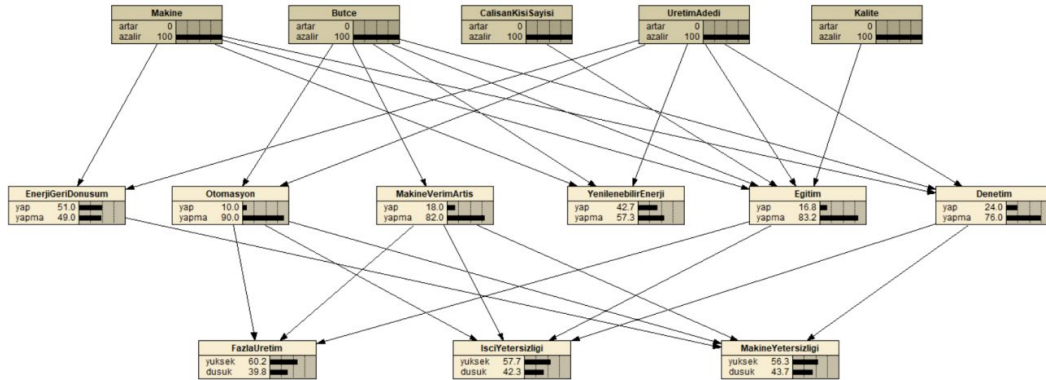 Makine
artar 0
azalir 100
Butce
artar 0
azalir 100
CalisanKisiSayisi
artar 0
azalir 100
UretimAdedi
artar 0
azalir 100
Kalite
artar 0
azalir 100
EnerjiGeriDonusum
yap 51.0
yapma 49.0
Otomasyon
yap 10.0
yapma 90.0
MakineVerimArtis
yap 18.0
yapma 82.0
YenilenebilirEnerji
yap 42.7
yapma 57.3
Egitim
yap 16.8
yapma 83.2
Denetim
yap 24.0
yapma 76.0
FazlaUretim
yuksek 60.2
dusuk 39.8
IsciYetersizligi
yuksek 57.7
dusuk 42.3
MakineYetersizligi
yuksek 56.3
dusuk 43.7